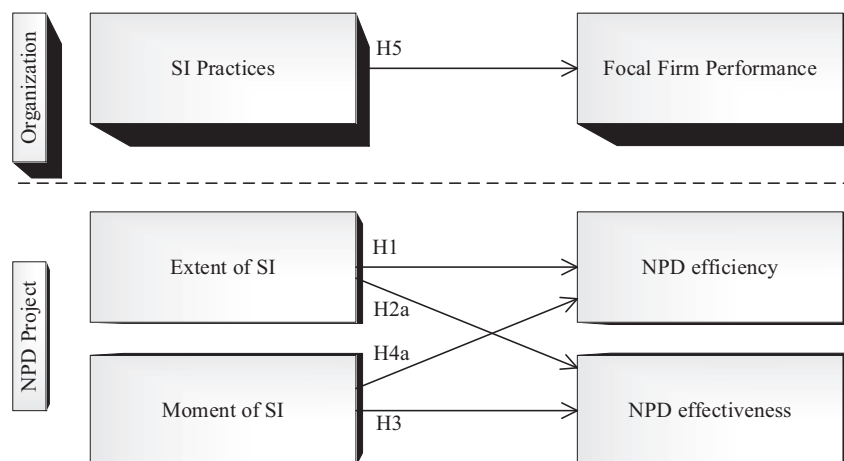 Organization
SI Practices
H5
Focal Firm Performance
NPD Project
Extent of SI
H1
NPD efficiency
H2a
H4a
Moment of SI
H3
NPD effectiveness